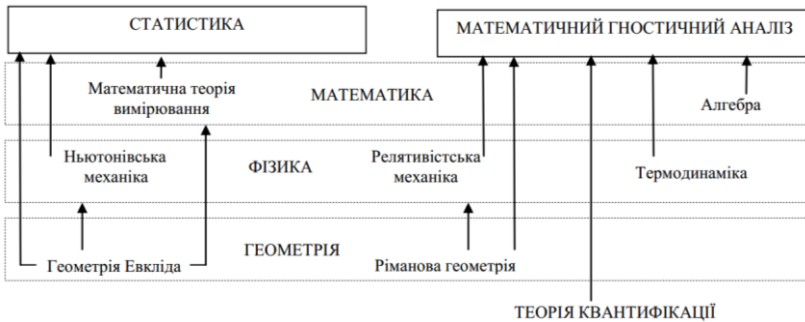 СТАТИСТИКА
МАТЕМАТИЧНИЙ ГНОСТИЧНИЙ АНАЛІЗ
Математична теорія
вимірювання
МАТЕМАТИКА
Алгебра
Ньютонівська
механіка
ФІЗИКА
Релятивістська
механіка
Термодинаміка
ГЕОМЕТРІЯ
Геометрія Евкліда
Ріманова геометрія
ТЕОРІЯ КВАНТИФІКАЦІЇ